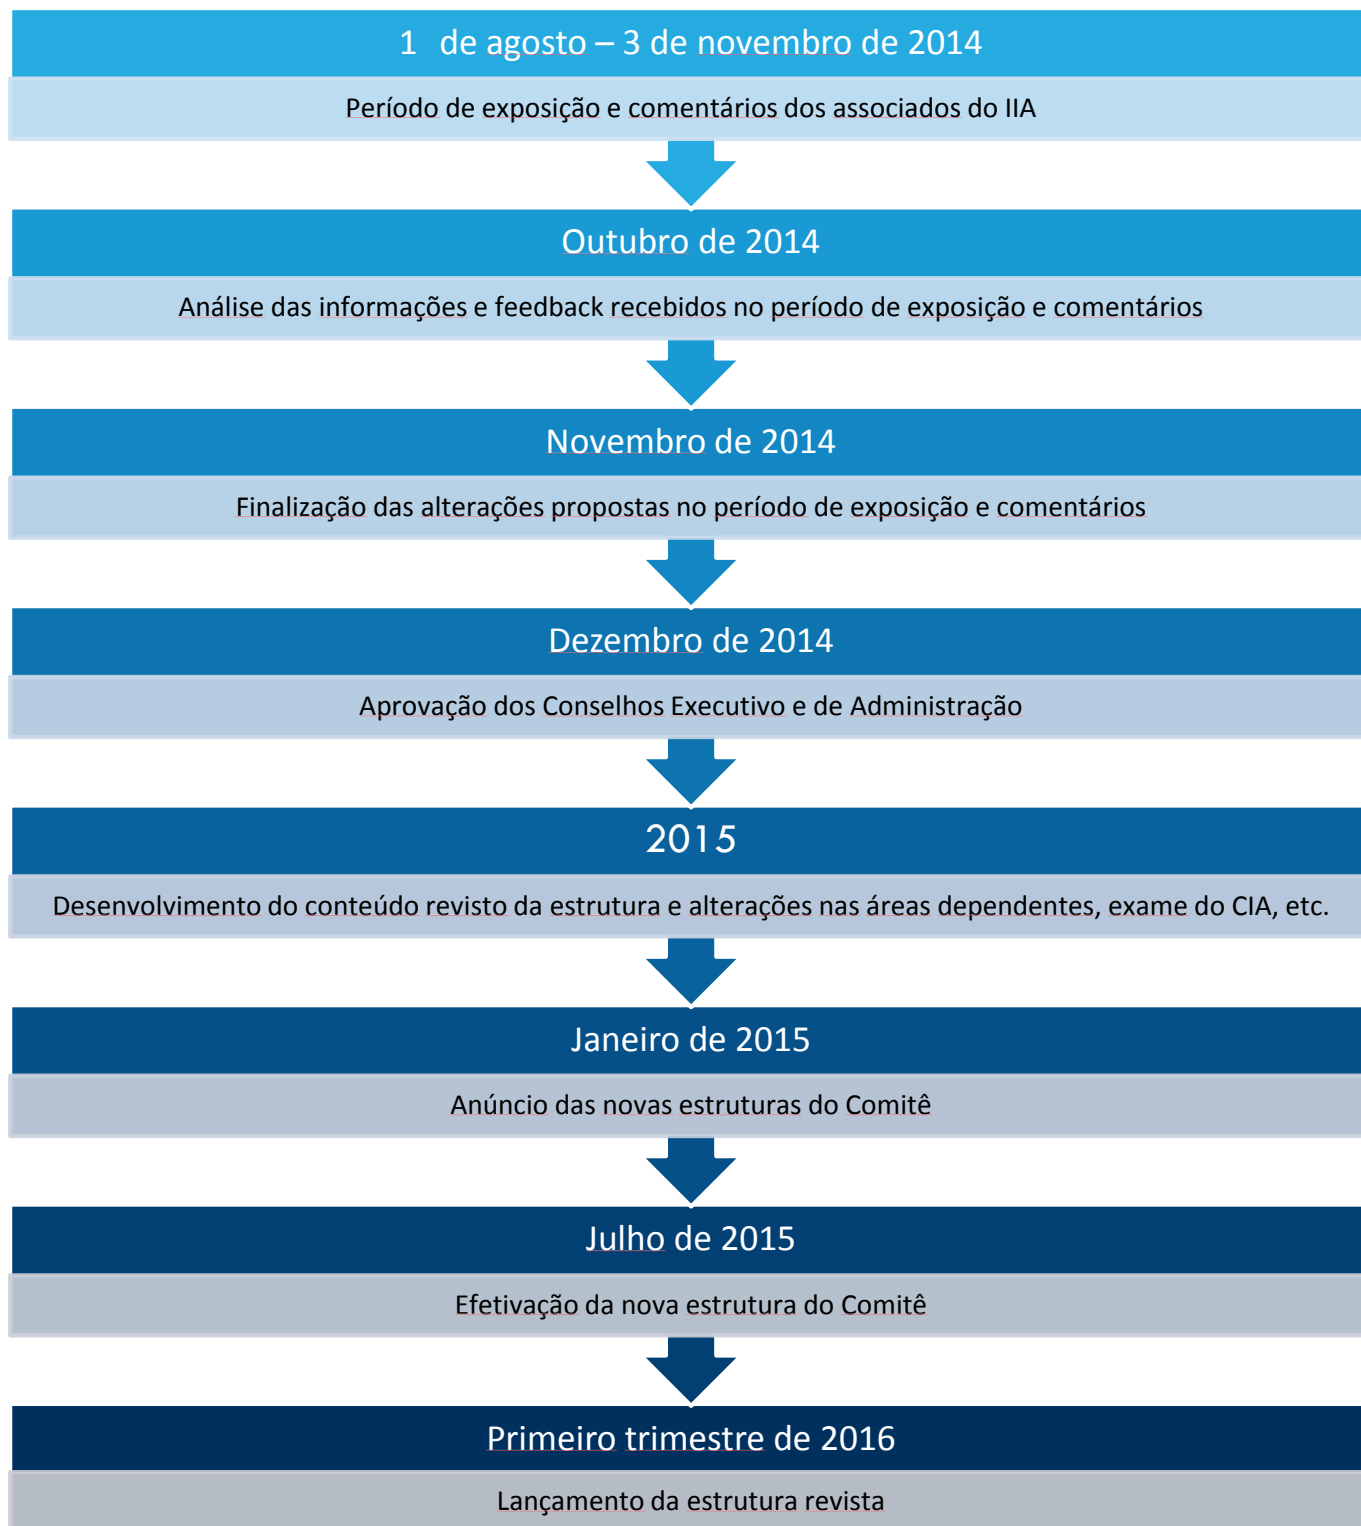 1 de agosto – 3 de novembro de 2014
Período de exposição e comentários dos associados do IIA
Outubro de 2014
Análise das informações e feedback recebidos no período de exposição e comentários
Novembro de 2014
Finalização das alterações propostas no período de exposição e comentários
Dezembro de 2014
Aprovação dos Conselhos Executivo e de Administração
2015
Desenvolvimento do conteúdo revisto da estrutura e alterações nas áreas dependentes, exame do CIA, etc.
Janeiro de 2015
Anúncio das novas estruturas do Comitê
Julho de 2015
Efetivação da nova estrutura do Comitê
Primeiro trimestre de 2016
Lançamento da estrutura revista